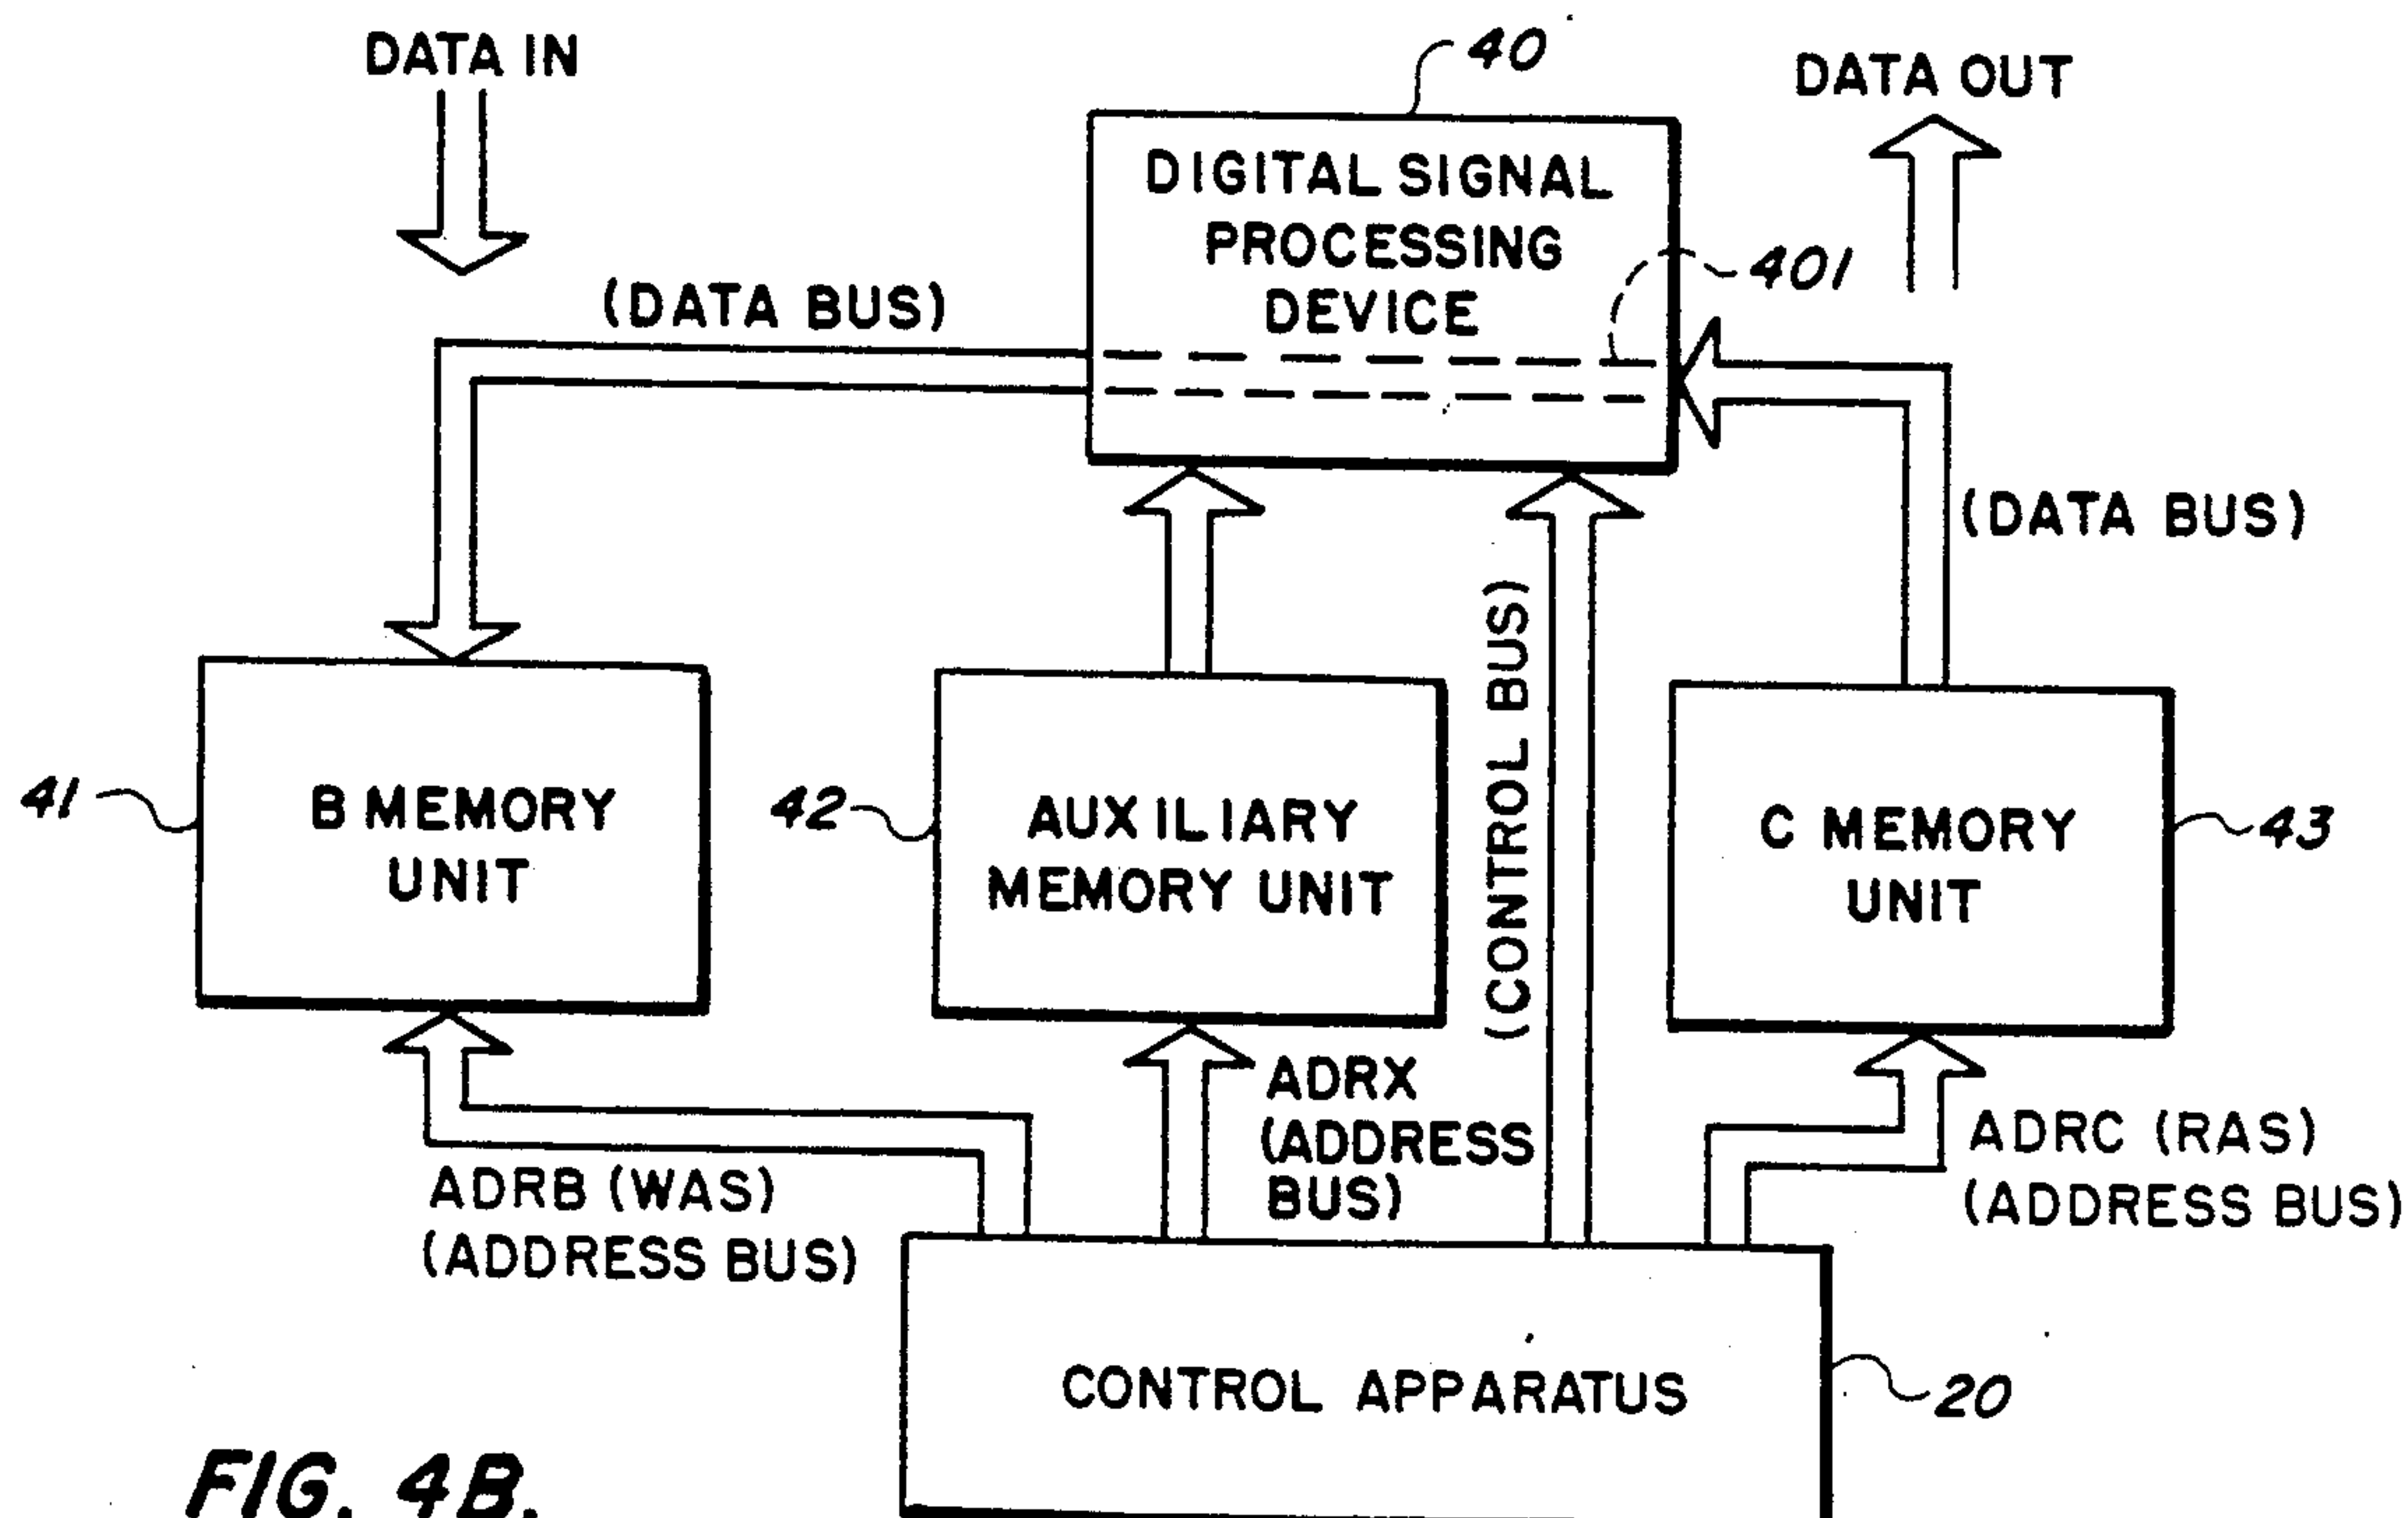 DATA IN
40
DATA OUT
DIGITAL SIGNAL
PROCESSING
DEVICE
401
(DATA BUS)
(DATA BUS)
(CONTROL BUS)
41
B MEMORY
UNIT
42
AUXILIARY
MEMORY UNIT
C MEMORY
UNIT
43
ADRX
(ADDRESS
BUS)
ADRB (WAS)
(ADDRESS BUS)
ADRC (RAS)
(ADDRESS BUS)
CONTROL APPARATUS
20
FIG. 4B.